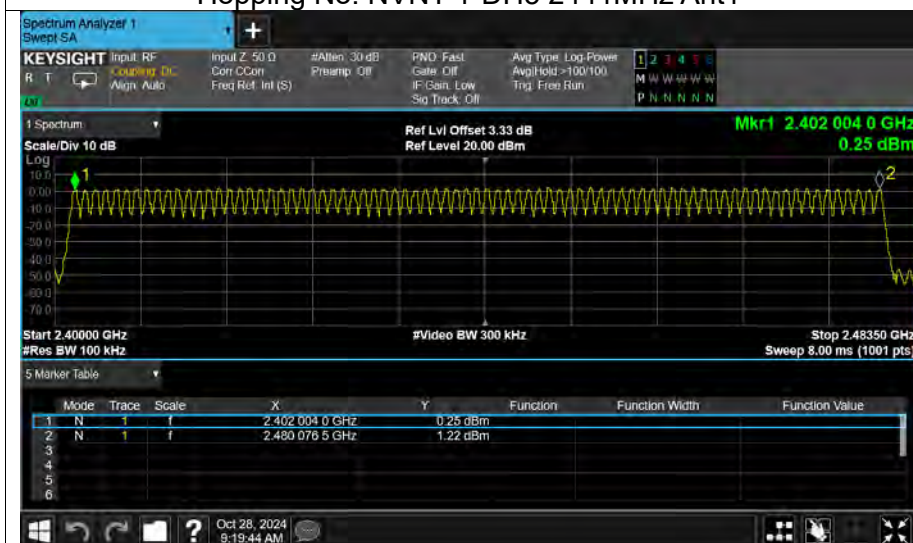 Spectrum Analyzer 1
Swept SA
+
KEYSIGHT Input: RF Input Z: 50 Ω #Atten: 30 dB PNO: Fast Avg Type: Log-Power 1 2 3 4 5 6
R T Coupling: DC Corr CCorr Preamp: Off Gate: Off Avg|Hold: >100/100 M W W W W W
Align: Auto Freq Ref: Int (S) IF Gain: Low Trig: Free Run
Sig Track: Off P N N N N N
1 Spectrum Ref Lvl Offset 3.33 dB Mkr1 2.402 004 0 GHz
Scale/Div 10 dB Ref Level 20.00 dBm 0.25 dBm
Log
10.0 1 2
0.00
-10.0
-20.0
-30.0
-40.0
-50.0
-60.0
-70.0
Start 2.40000 GHz #Video BW 300 kHz Stop 2.48350 GHz
#Res BW 100 kHz Sweep 8.00 ms (1001 pts)
5 Marker Table
Mode Trace Scale X Y Function Function Width Function Value
1 N 1 f 2.402 004 0 GHz 0.25 dBm
2 N 1 f 2.480 076 5 GHz 1.22 dBm
3
4
5
6
? Oct 28, 2024
9:19:44 AM